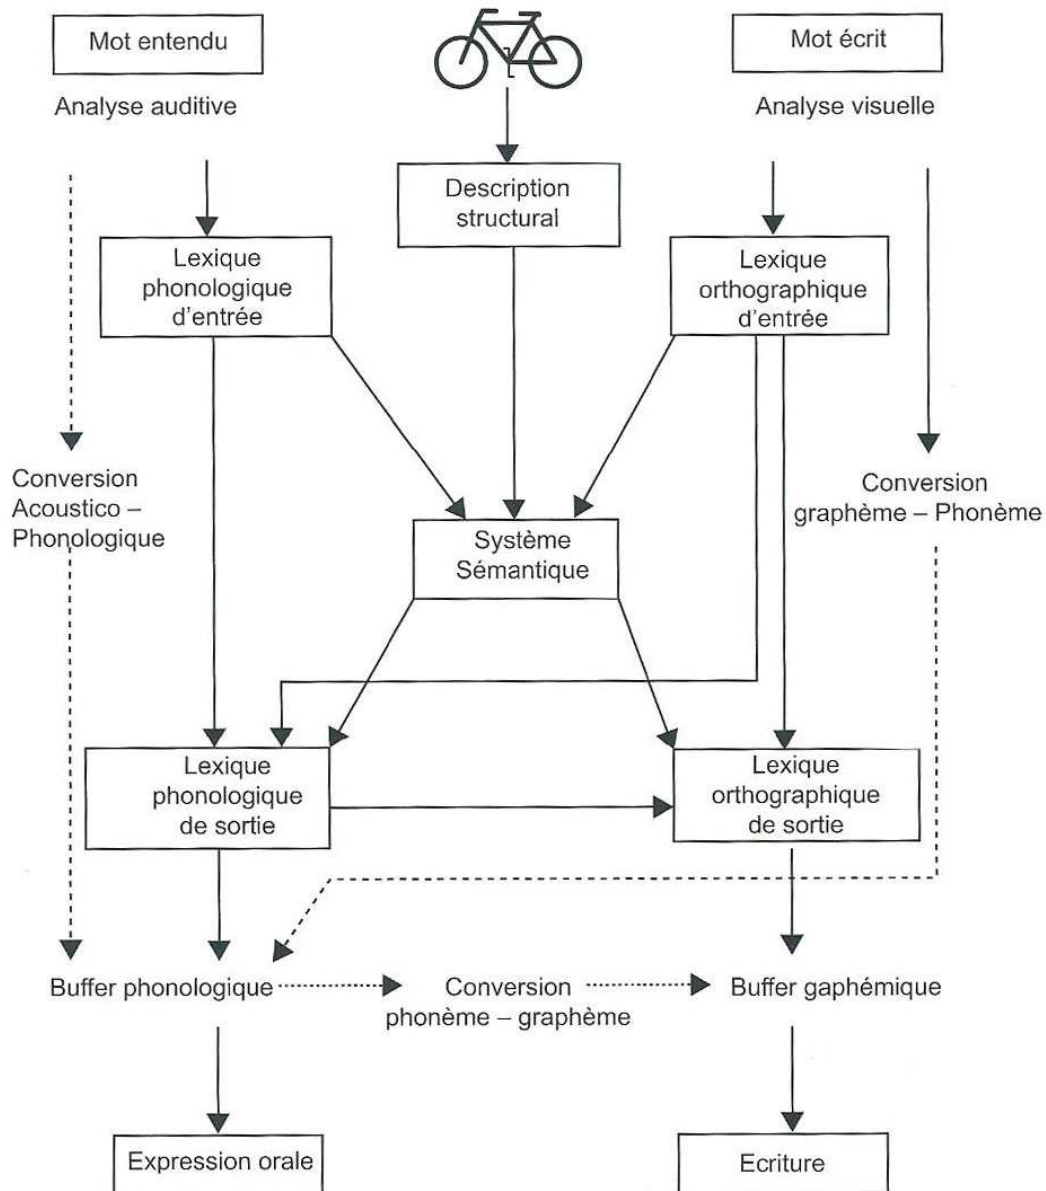 Mot entendu
Mot écrit
Analyse auditive
Analyse visuelle
Description
structural
Lexique
phonologique
d'entrée
Lexique
orthographique
d'entrée
Conversion
Acoustico –
Phonologique
Conversion
graphème – Phonème
Système
Sémantique
Lexique
phonologique
de sortie
Lexique
orthographique
de sortie
Buffer phonologique
Conversion
phonème – graphème
Buffer gaphémique
Expression orale
Ecriture